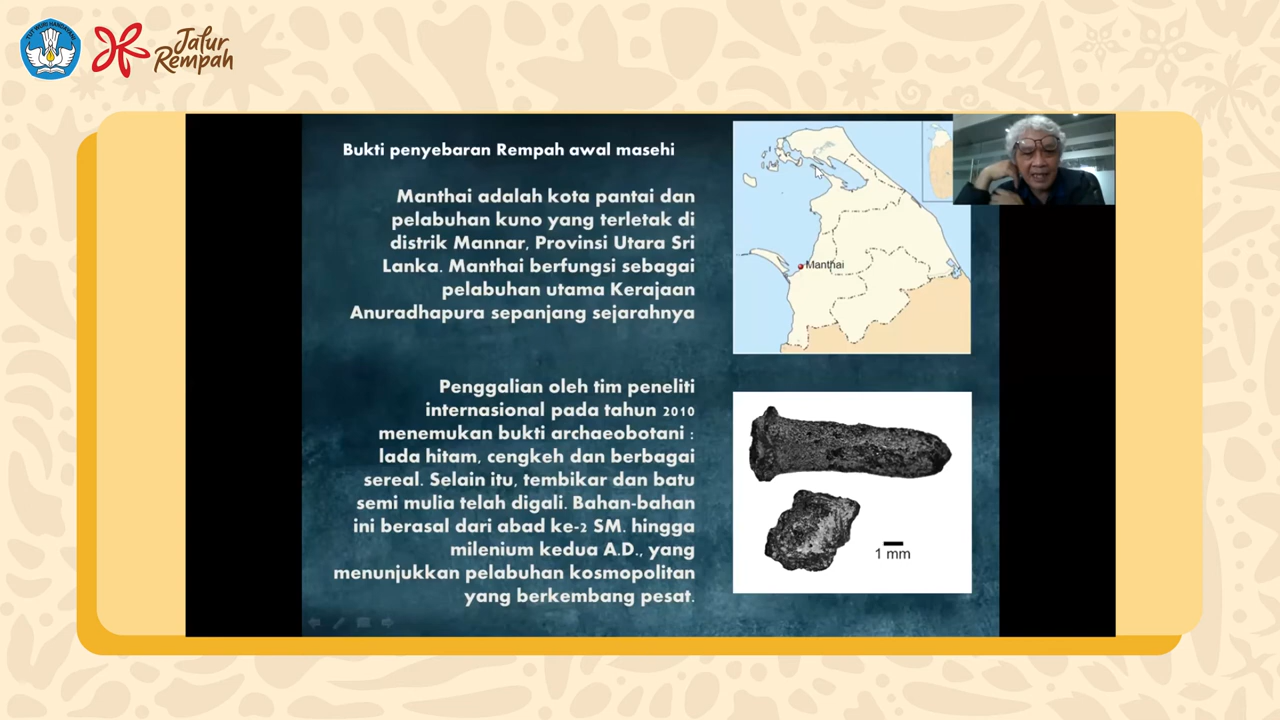 TUT WURI HANDAYANI
Jalur
Rempah
Bukti penyebaran Rempah awal masehi
Manthai adalah kota pantai dan
pelabuhan kuno yang terletak di
distrik Mannar, Provinsi Utara Sri
Lanka. Manthai berfungsi sebagai
pelabuhan utama Kerajaan
Anuradhapura sepanjang sejarahnya
Manthai
Penggalian oleh tim peneliti
internasional pada tahun 2010
menemukan bukti archaeobotani :
lada hitam, cengkeh dan berbagai
sereal. Selain itu, tembikar dan batu
semi mulia telah digali. Bahan-bahan
ini berasal dari abad ke-2 SM. hingga
milenium kedua A.D., yang
menunjukkan pelabuhan kosmopolitan
yang berkembang pesat.
1 mm